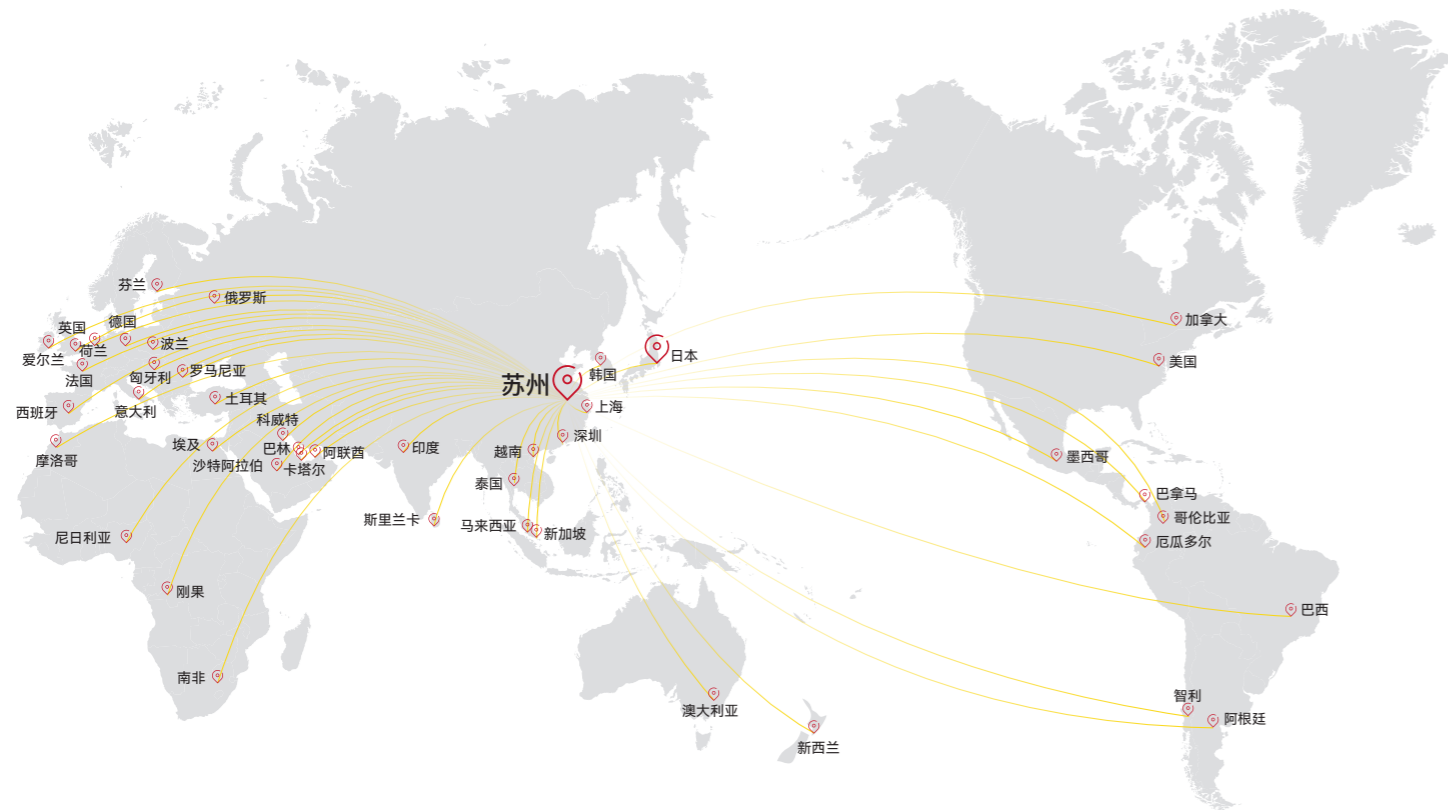 芬兰
俄罗斯
英国
德国
爱尔兰
荷兰
波兰
法国
匈牙利
罗马尼亚
西班牙
意大利
土耳其
摩洛哥
埃及
科威特
巴林
阿联酋
沙特阿拉伯
卡塔尔
印度
斯里兰卡
尼日利亚
刚果
南非
苏州
韩国
日本
上海
深圳
越南
泰国
马来西亚
新加坡
澳大利亚
新西兰
加拿大
美国
墨西哥
巴拿马
哥伦比亚
厄瓜多尔
巴西
智利
阿根廷